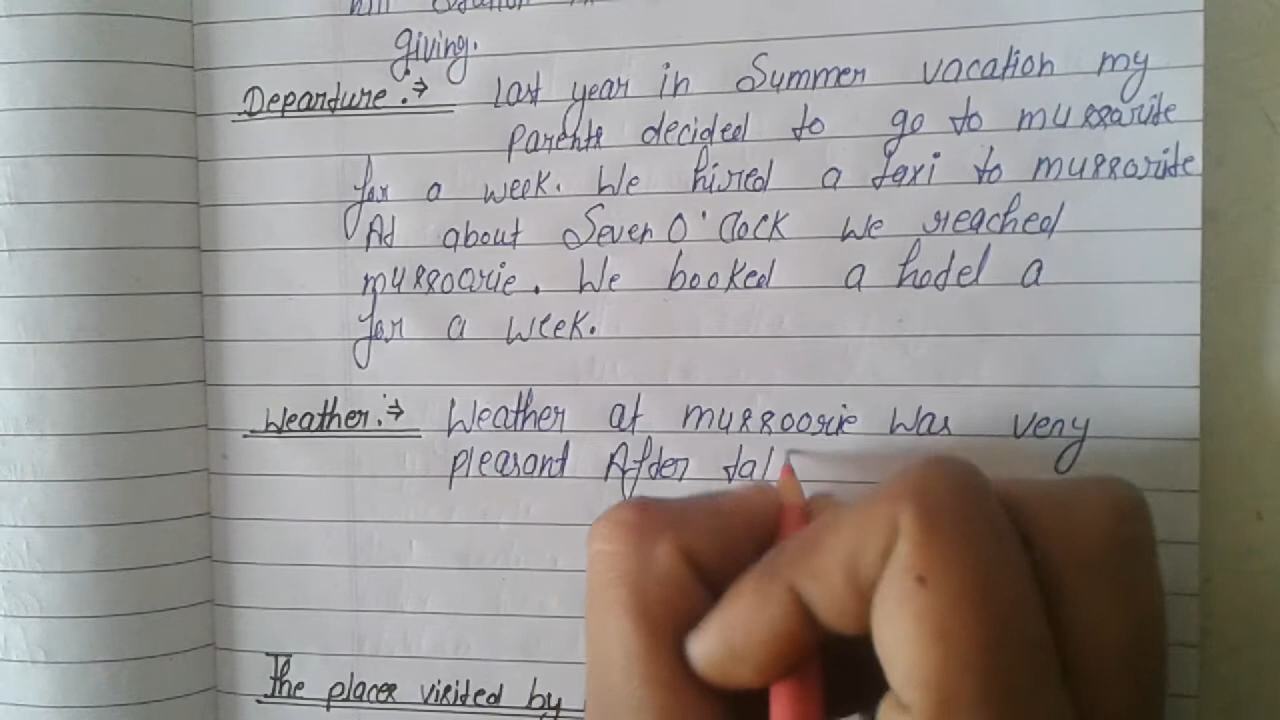 giving.
Departure :→ Last year in Summer vacation my
parents decided to go to mussarite
for a week. We hired a taxi to mussorite
At about Seven O'Clock We reached
mussoorie. We booked a hotel a
for a week.
Weather :→ Weather at mussoorie was very
pleasant After tal
The places visited by